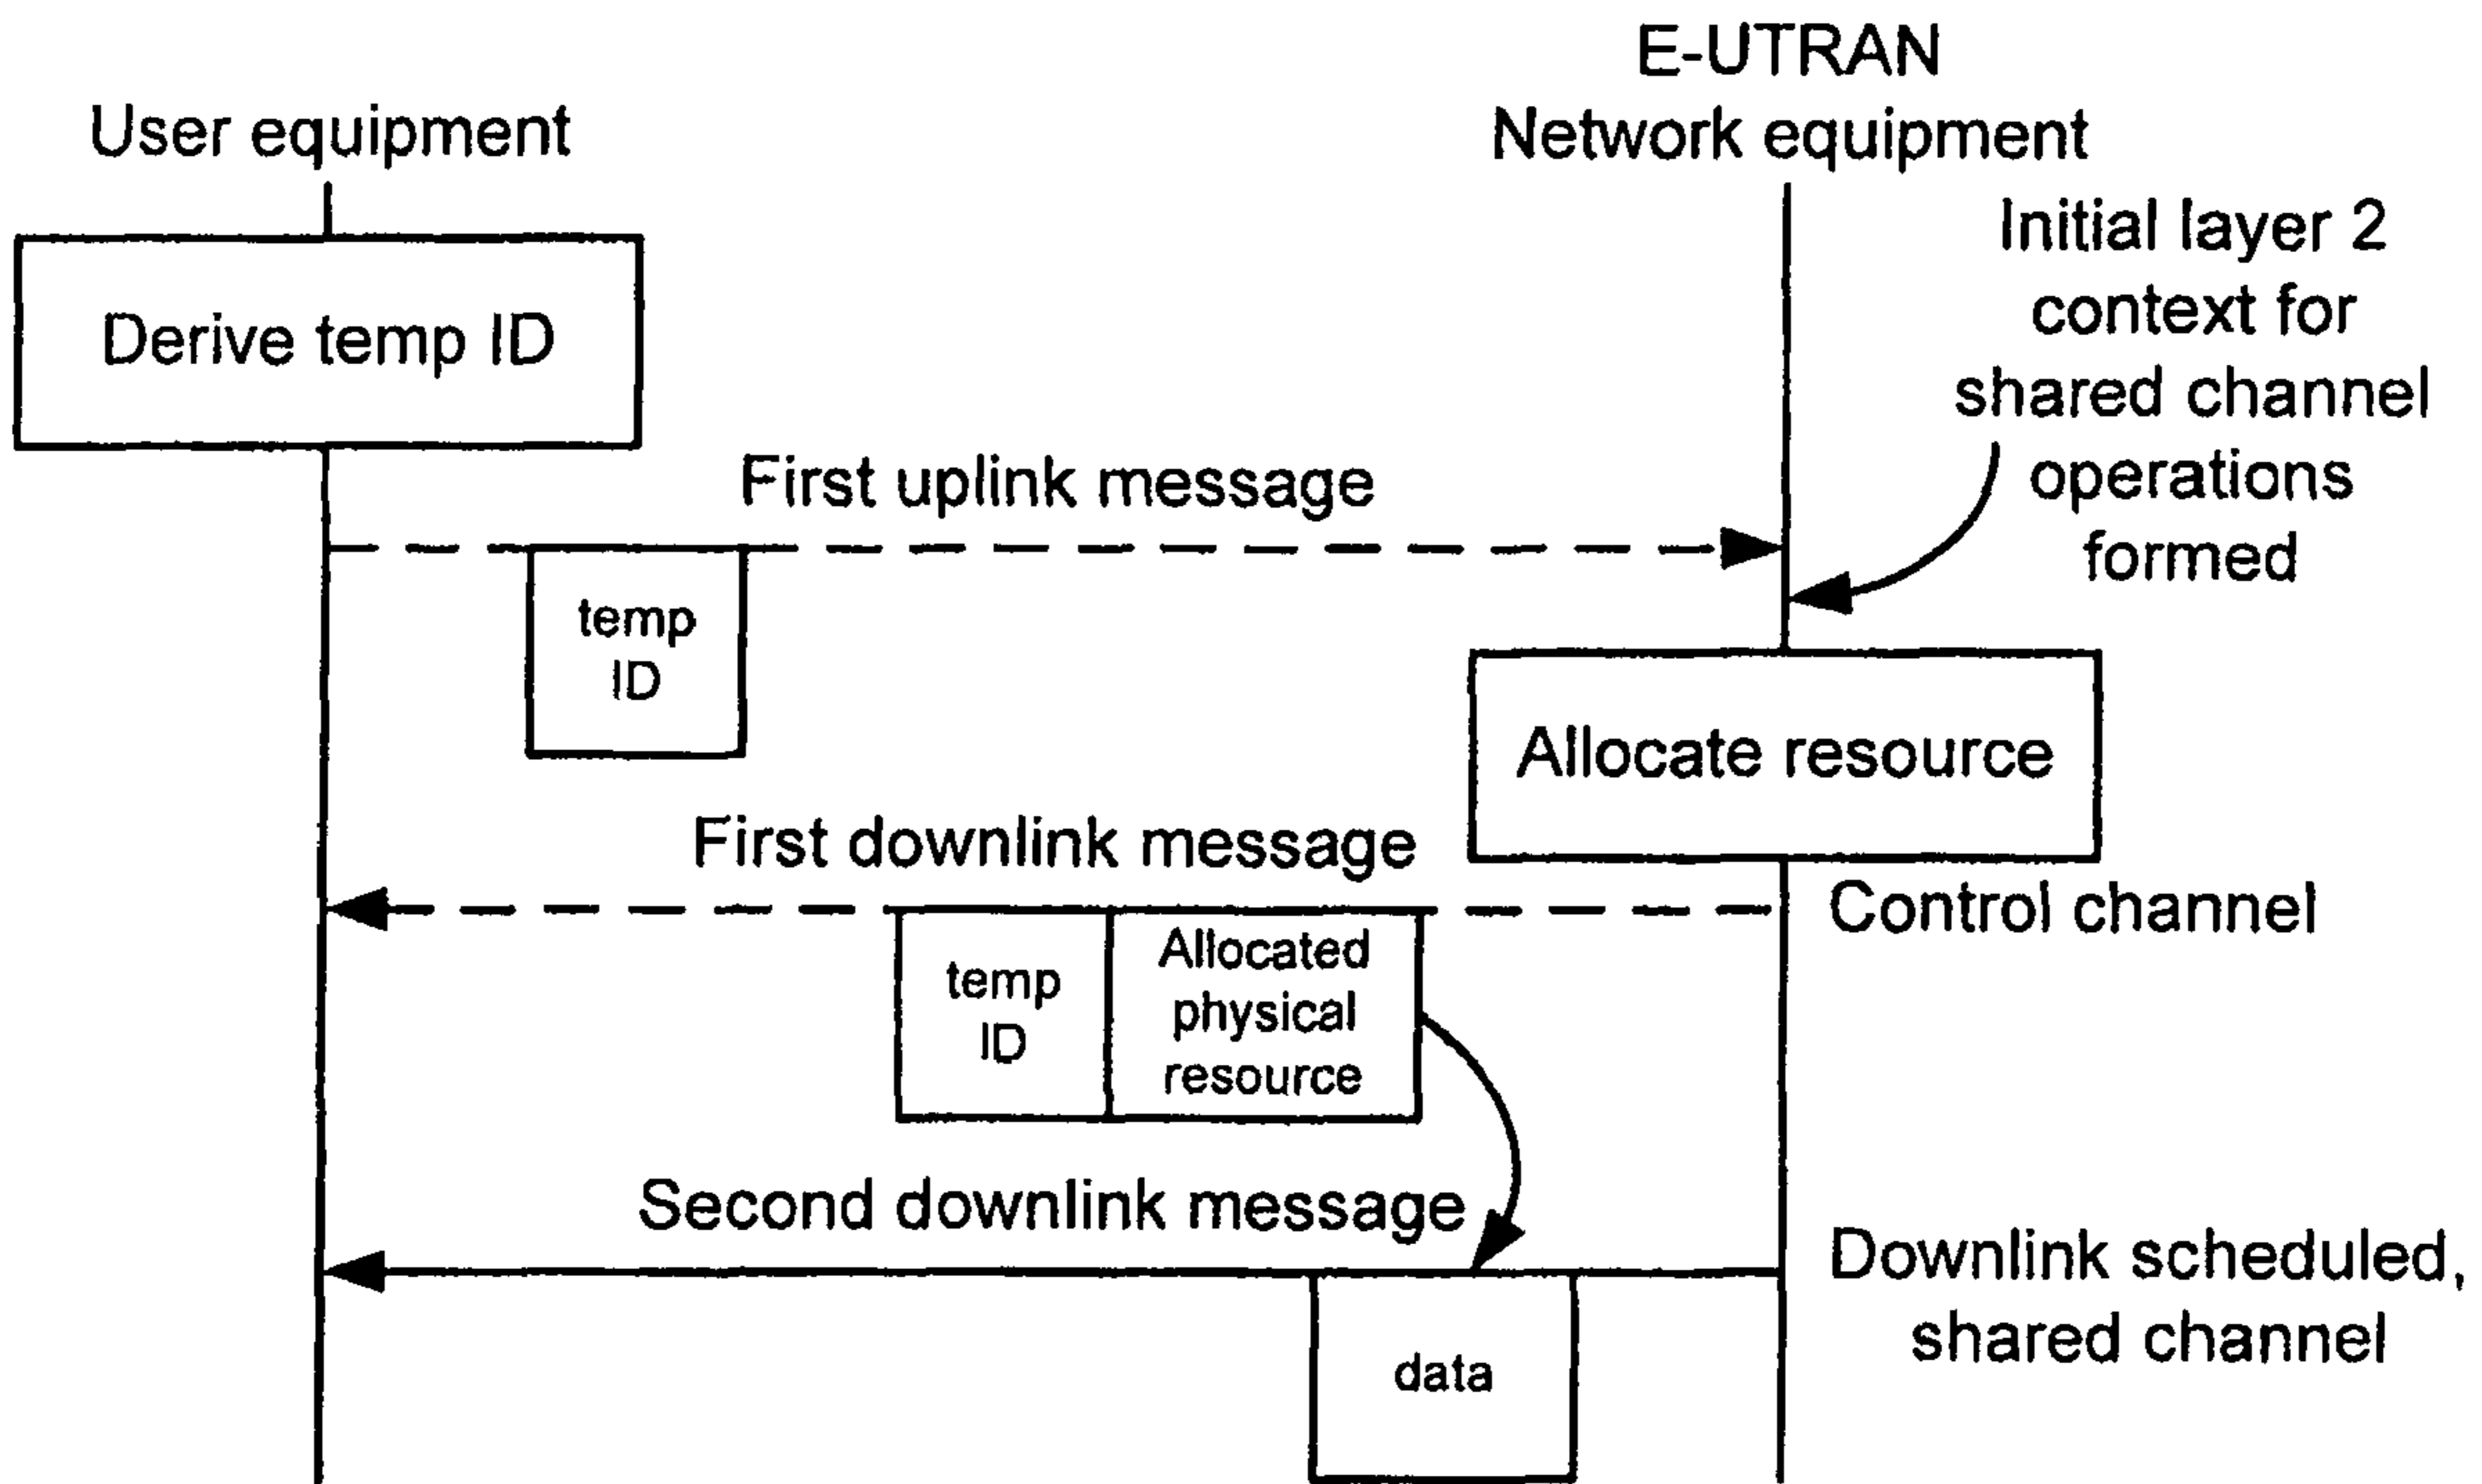 E-UTRAN
Network equipment
User equipment
Initial layer 2
context for
shared channel
operations
formed
Derive temp ID
First uplink message
temp
ID
Allocate resource
First downlink message
Control channel
temp
ID
Allocated
physical
resource
Second downlink message
Downlink scheduled,
shared channel
data